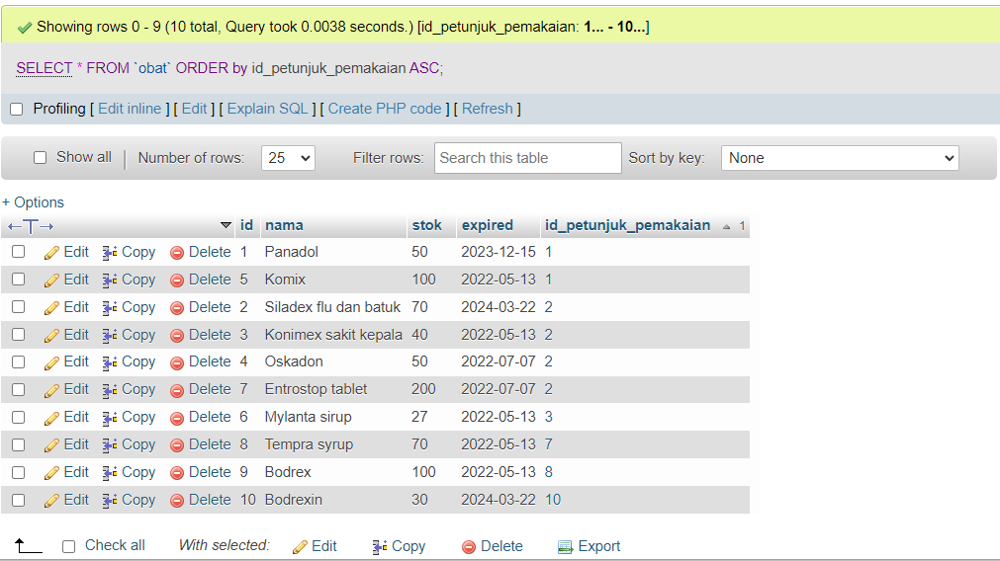 Showing rows 0 - 9 (10 total, Query took 0.0038 seconds.) [id_petunjuk_pemakaian: 1... - 10...]
SELECT * FROM `obat` ORDER by id_petunjuk_pemakaian ASC;
Profiling [ Edit inline ] [ Edit ] [ Explain SQL ] [ Create PHP code ] [ Refresh ]
Show all Number of rows: 25 Filter rows: Search this table Sort by key: None
+ Options
←T→ id nama stok expired id_petunjuk_pemakaian 1
Edit Copy Delete 1 Panadol 50 2023-12-15 1
Edit Copy Delete 5 Komix 100 2022-05-13 1
Edit Copy Delete 2 Siladex flu dan batuk 70 2024-03-22 2
Edit Copy Delete 3 Konimex sakit kepala 40 2022-05-13 2
Edit Copy Delete 4 Oskadon 50 2022-07-07 2
Edit Copy Delete 7 Entrostop tablet 200 2022-07-07 2
Edit Copy Delete 6 Mylanta sirup 27 2022-05-13 3
Edit Copy Delete 8 Tempra syrup 70 2022-05-13 7
Edit Copy Delete 9 Bodrex 100 2022-05-13 8
Edit Copy Delete 10 Bodrexin 30 2024-03-22 10
Check all With selected: Edit Copy Delete Export